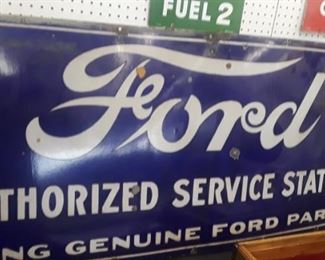 FUEL 2
Ford
THORIZED SERVICE STAT
NG GENUINE FORD PAR